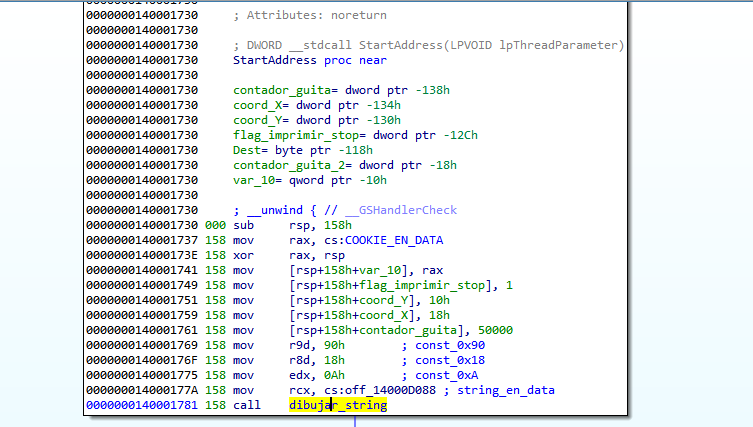 0000000140001730
0000000140001730 ; Attributes: noreturn
0000000140001730
0000000140001730 ; DWORD __stdcall StartAddress(LPVOID lpThreadParameter)
0000000140001730 StartAddress proc near
0000000140001730
0000000140001730 contador_guita= dword ptr -138h
0000000140001730 coord_X= dword ptr -134h
0000000140001730 coord_Y= dword ptr -130h
0000000140001730 flag_imprimir_stop= dword ptr -12Ch
0000000140001730 Dest= byte ptr -118h
0000000140001730 contador_guita_2= dword ptr -18h
0000000140001730 var_10= qword ptr -10h
0000000140001730
0000000140001730 ; __unwind { // __GSHandlerCheck
0000000140001730 000 sub rsp, 158h
0000000140001737 158 mov rax, cs:COOKIE_EN_DATA
000000014000173E 158 xor rax, rsp
0000000140001741 158 mov [rsp+158h+var_10], rax
0000000140001749 158 mov [rsp+158h+flag_imprimir_stop], 1
0000000140001751 158 mov [rsp+158h+coord_Y], 10h
0000000140001759 158 mov [rsp+158h+coord_X], 18h
0000000140001761 158 mov [rsp+158h+contador_guita], 50000
0000000140001769 158 mov r9d, 90h ; const_0x90
000000014000176F 158 mov r8d, 18h ; const_0x18
0000000140001775 158 mov edx, 0Ah ; const_0xA
000000014000177A 158 mov rcx, cs:off_14000D088 ; string_en_data
0000000140001781 158 call dibujar_string